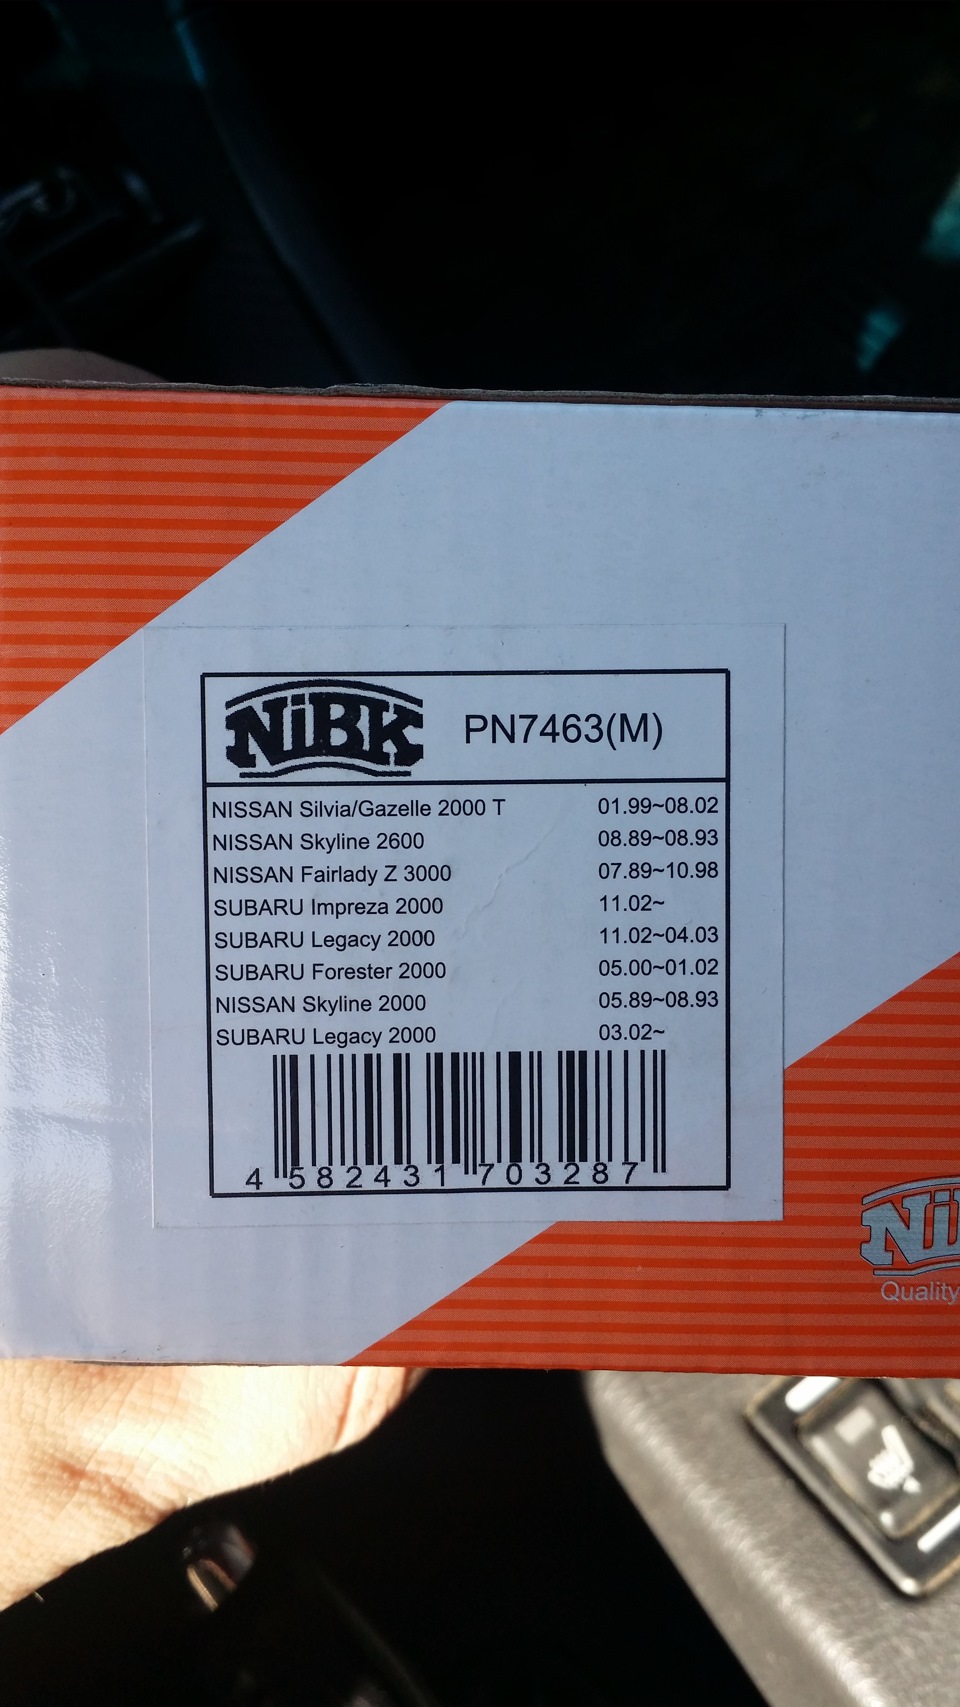 NiBK PN7463(M)
NISSAN Silvia/Gazelle 2000 T 01.99~08.02
NISSAN Skyline 2600 08.89~08.93
NISSAN Fairlady Z 3000 07.89~10.98
SUBARU Impreza 2000 11.02~
SUBARU Legacy 2000 11.02~04.03
SUBARU Forester 2000 05.00~01.02
NISSAN Skyline 2000 05.89~08.93
SUBARU Legacy 2000 03.02~
4 582431 703287
Ni
Quality